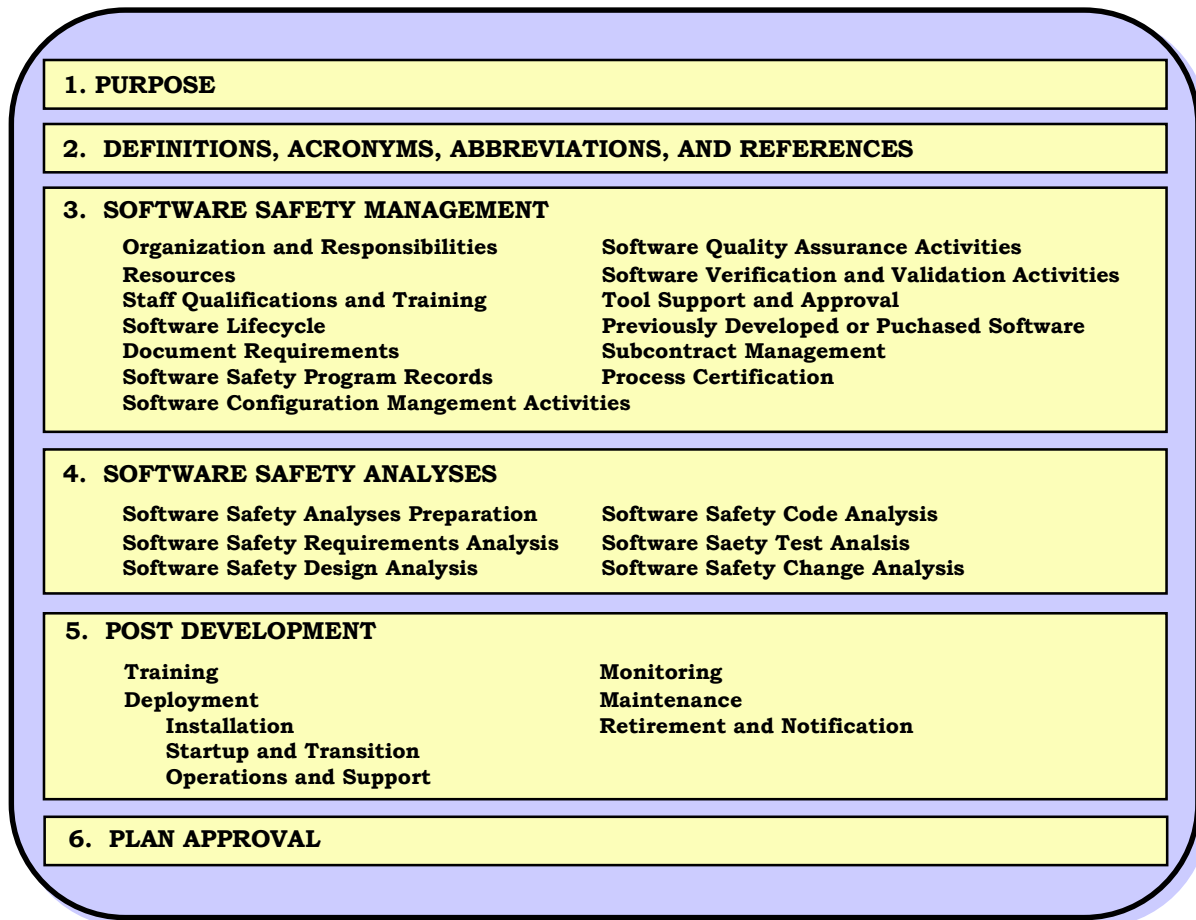 1. PURPOSE
2. DEFINITIONS, ACRONYMS, ABBREVIATIONS, AND REFERENCES
3. SOFTWARE SAFETY MANAGEMENT
Organization and Responsibilities
Resources
Staff Qualifications and Training
Software Lifecycle
Document Requirements
Software Safety Program Records
Software Configuration Mangement Activities
Software Quality Assurance Activities
Software Verification and Validation Activities
Tool Support and Approval
Previously Developed or Puchased Software
Subcontract Management
Process Certification
4. SOFTWARE SAFETY ANALYSES
Software Safety Analyses Preparation
Software Safety Requirements Analysis
Software Safety Design Analysis
Software Safety Code Analysis
Software Saety Test Analsis
Software Safety Change Analysis
5. POST DEVELOPMENT
Training
Deployment
Installation
Startup and Transition
Operations and Support
Monitoring
Maintenance
Retirement and Notification
6. PLAN APPROVAL